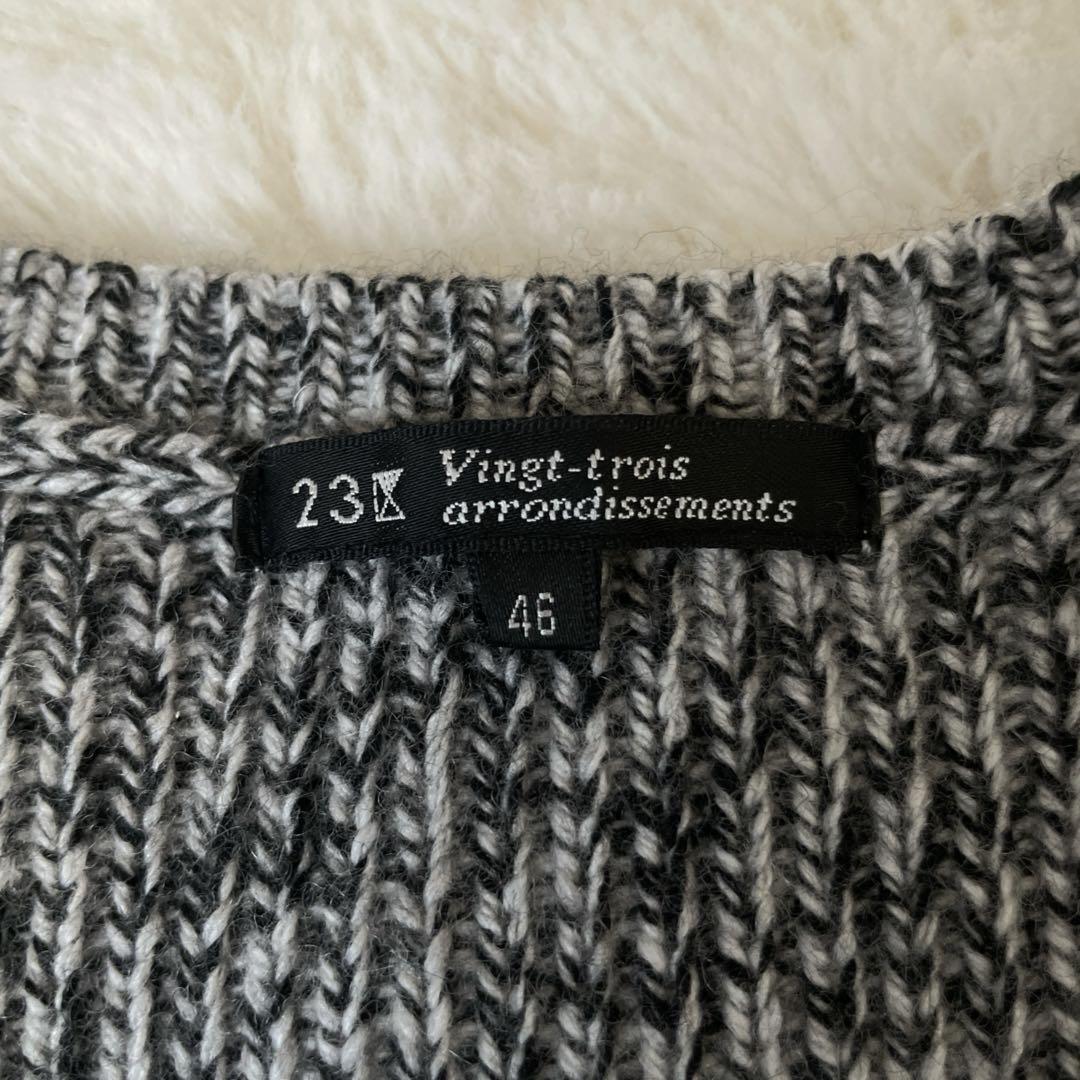 23区 Vingt-trois
arrondissements
46